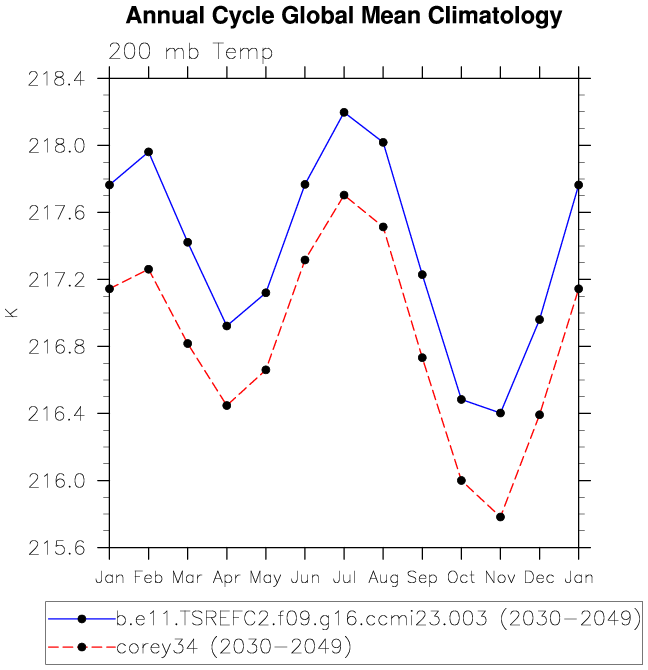 Annual Cycle Global Mean Climatology
200 mb Temp
218.4
218.0
217.6
217.2
216.8
216.4
216.0
215.6
K
Jan Feb Mar Apr May Jun Jul Aug Sep Oct Nov Dec Jan
b.e11.TSREFC2.f09.g16.ccmi23.003 (2030-2049)
corey34 (2030-2049)